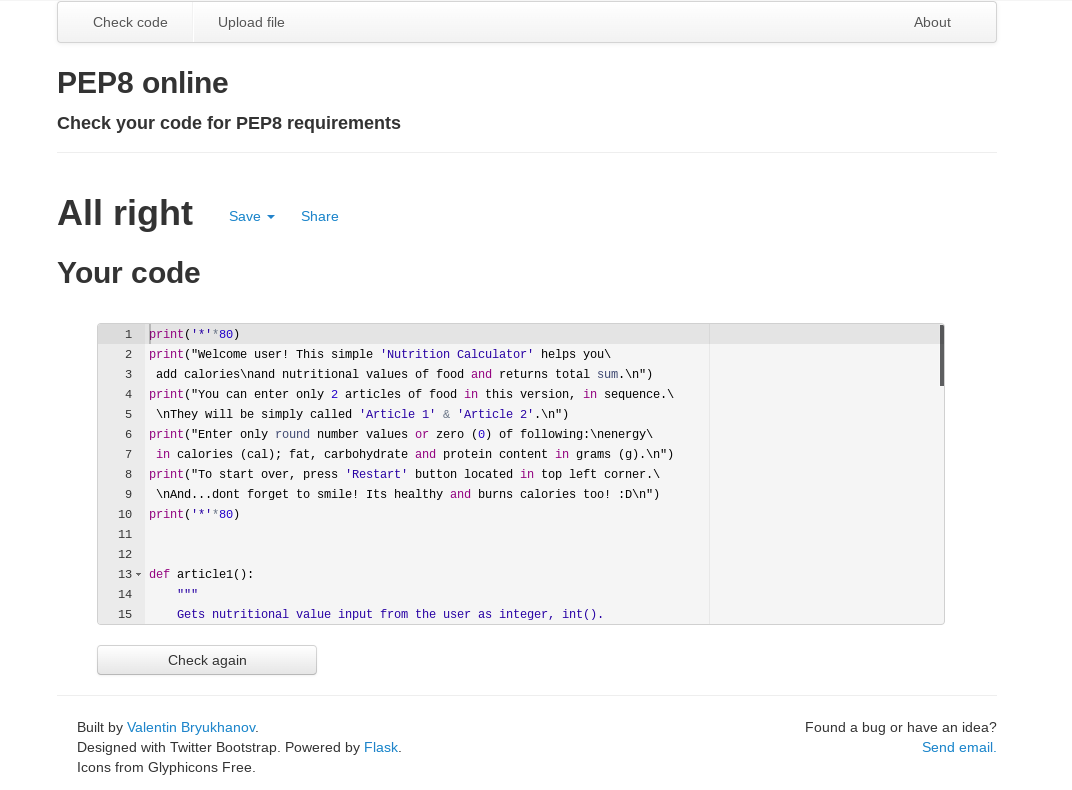 Check code Upload file About
PEP8 online
Check your code for PEP8 requirements
All right Save Share
Your code
1 print('*'*80)
2 print("Welcome user! This simple 'Nutrition Calculator' helps you\
3  add calories\nand nutritional values of food and returns total sum.\n")
4 print("You can enter only 2 articles of food in this version, in sequence.\
5  \nThey will be simply called 'Article 1' & 'Article 2'.\n")
6 print("Enter only round number values or zero (0) of following:\nenergy\
7  in calories (cal); fat, carbohydrate and protein content in grams (g).\n")
8 print("To start over, press 'Restart' button located in top left corner.\
9  \nAnd...dont forget to smile! Its healthy and burns calories too! :D\n")
10 print('*'*80)
11
12
13 def article1():
14     """
15     Gets nutritional value input from the user as integer, int().
Check again
Built by Valentin Bryukhanov.
Designed with Twitter Bootstrap. Powered by Flask.
Icons from Glyphicons Free.
Found a bug or have an idea?
Send email.